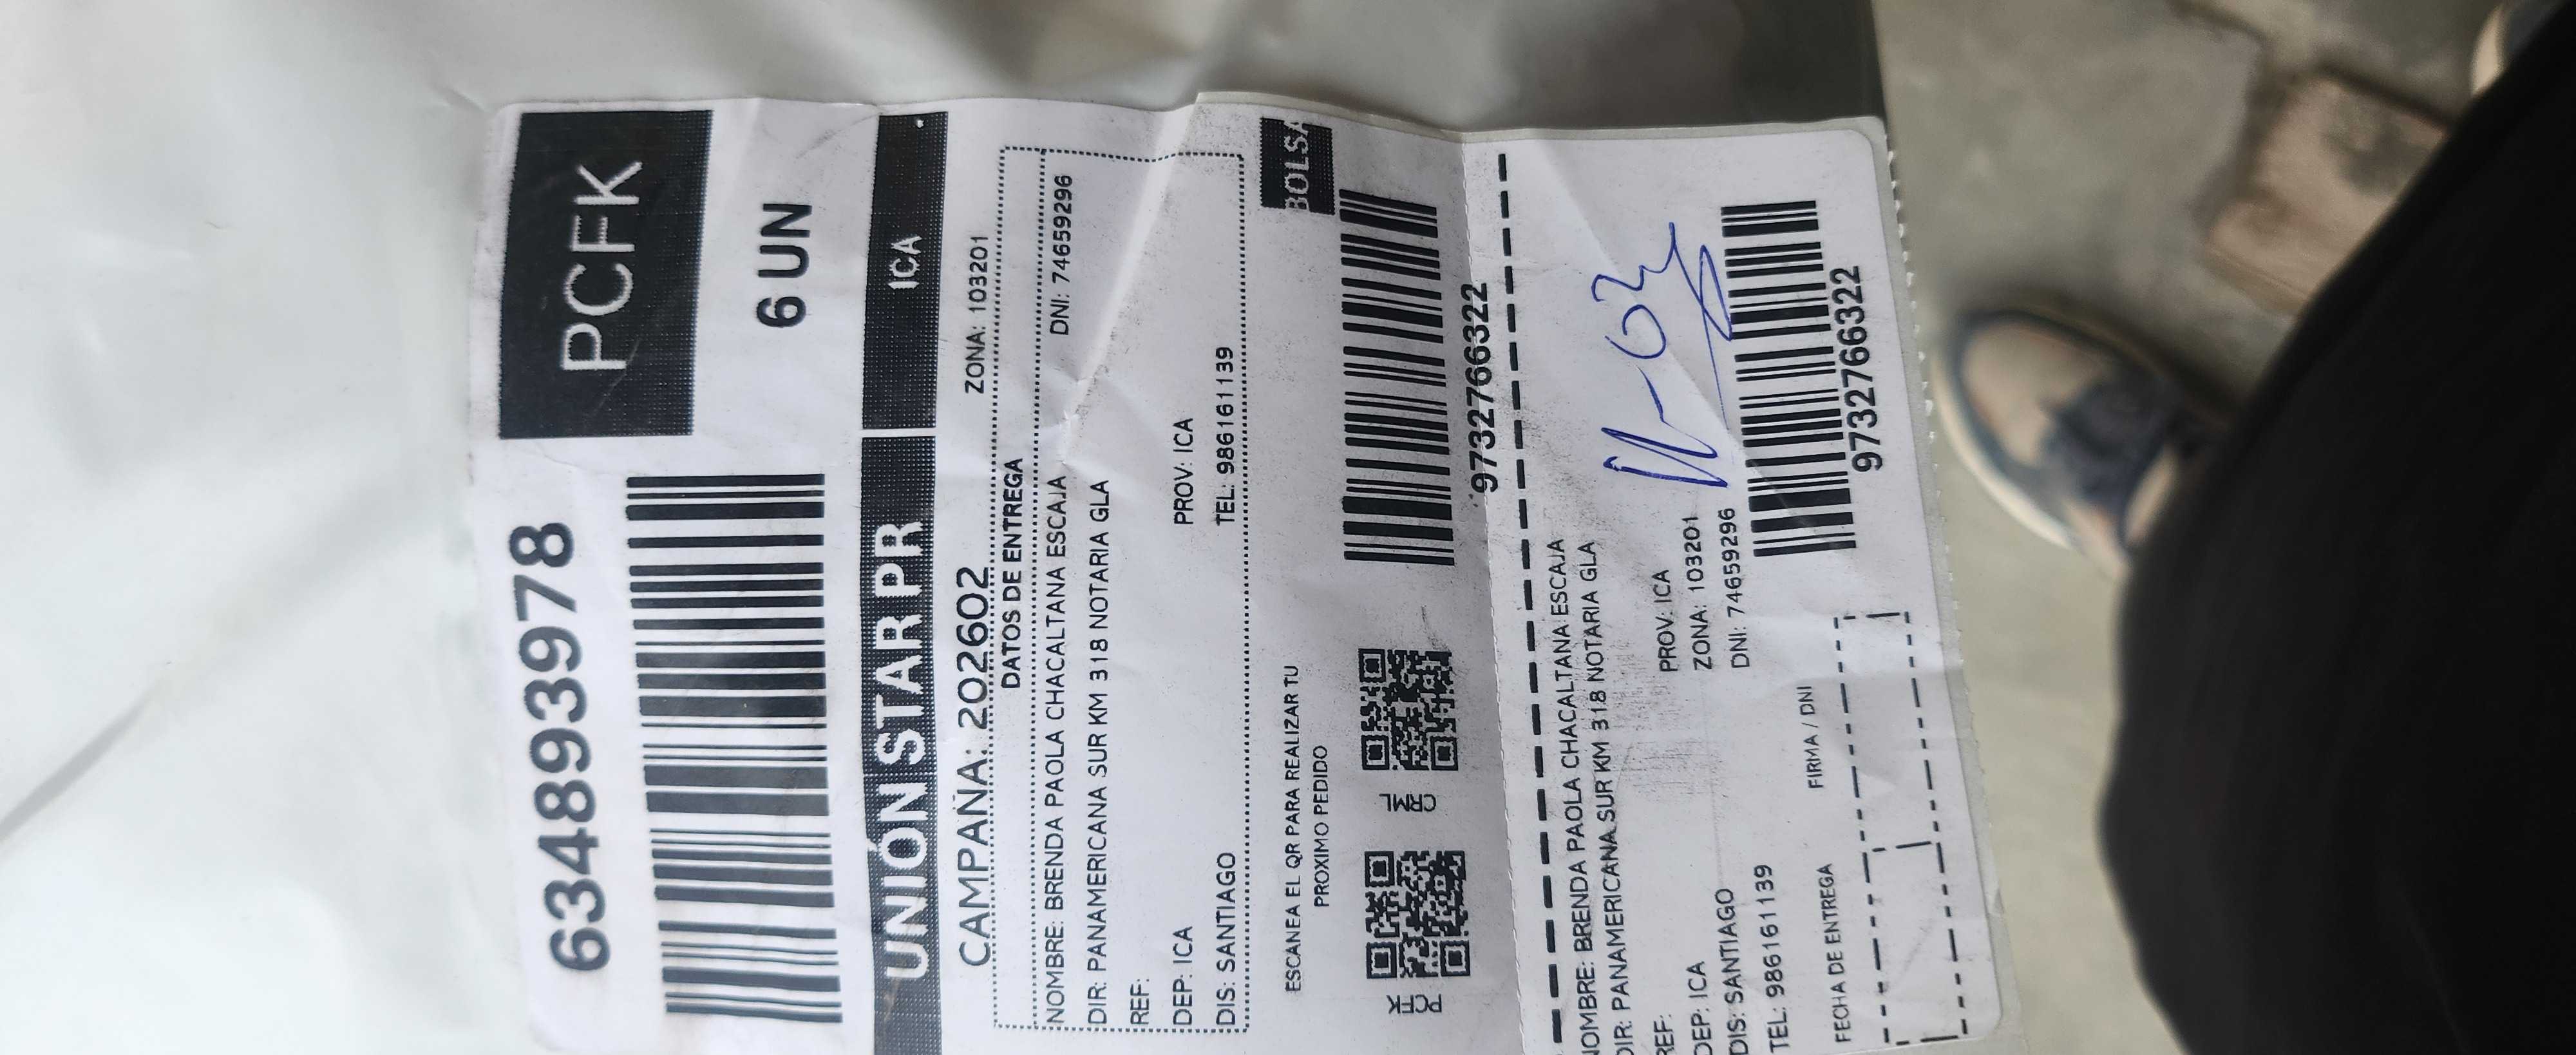 634893978
PCFK
6 UN
UNIÓN STAR PR
ICA
CAMPAÑA: 202602
ZONA: 103201
DATOS DE ENTREGA
NOMBRE: BRENDA PAOLA CHACALTANA ESCAJA
DNI: 74659296
DIR: PANAMERICANA SUR KM 318 NOTARIA GLA
REF:
DEP: ICA
PROV: ICA
DIS: SANTIAGO
TEL: 986161139
BOLSA
ESCANEA EL QR PARA REALIZAR TU
PROXIMO PEDIDO
PCFK
CRML
9732766322
NOMBRE: BRENDA PAOLA CHACALTANA ESCAJA
DIR: PANAMERICANA SUR KM 318 NOTARIA GLA
REF:
DEP: ICA
PROV: ICA
DIS: SANTIAGO
ZONA: 103201
TEL: 986161139
DNI: 74659296
FECHA DE ENTREGA
FIRMA / DNI
9732766322